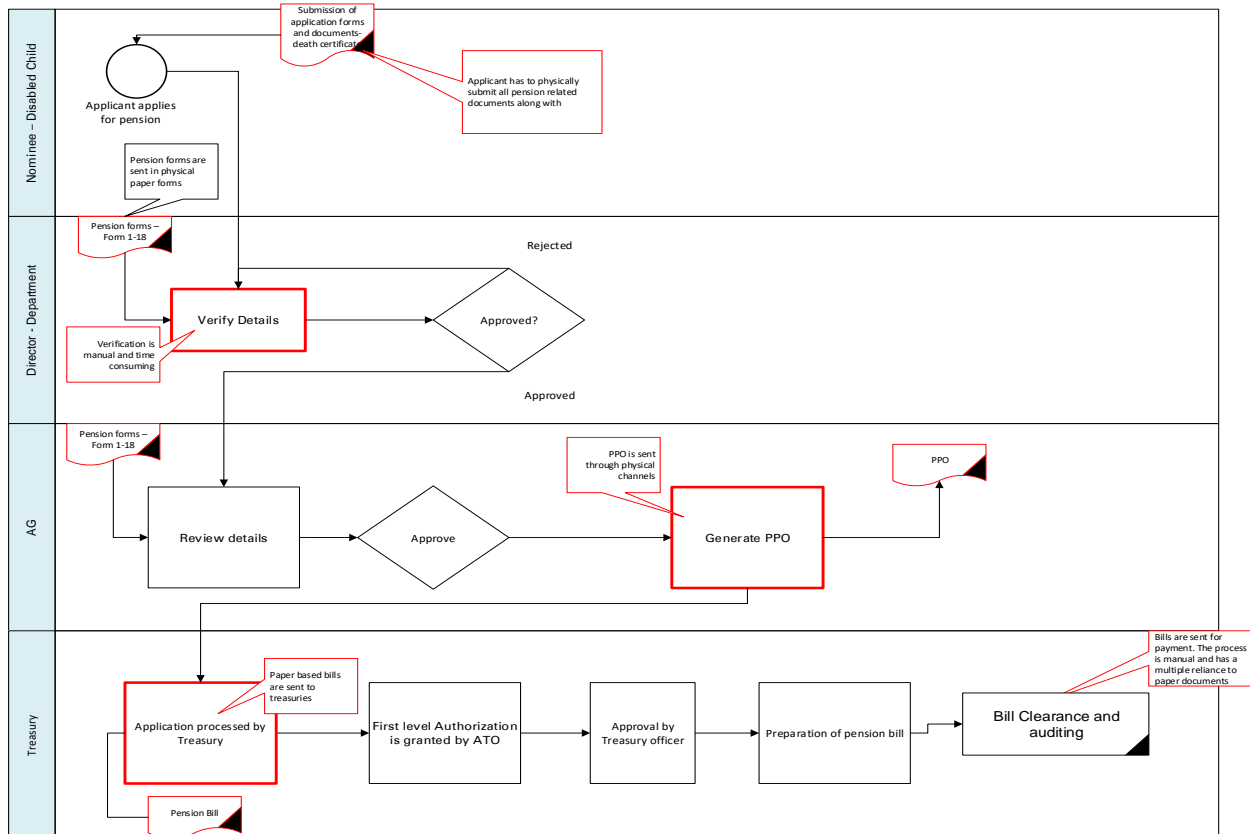 Nominee – Disabled Child
Submission of
application forms
and documents-
death certificate
Applicant applies
for pension
Applicant has to physically
submit all pension related
documents along with
Pension forms are
sent in physical
paper forms
Director - Department
Pension forms –
Form 1-18
Rejected
Verify Details
Approved?
Verification is
manual and time
consuming
Approved
AG
Pension forms –
Form 1-18
PPO is sent
through physical
channels
PPO
Review details
Approve
Generate PPO
Treasury
Bills are sent for
payment. The process
is manual and has a
multiple reliance to
paper documents
Paper based bills
are sent to
treasuries
Application processed by
Treasury
First level Authorization
is granted by ATO
Approval by
Treasury officer
Preparation of pension bill
Bill Clearance and
auditing
Pension Bill